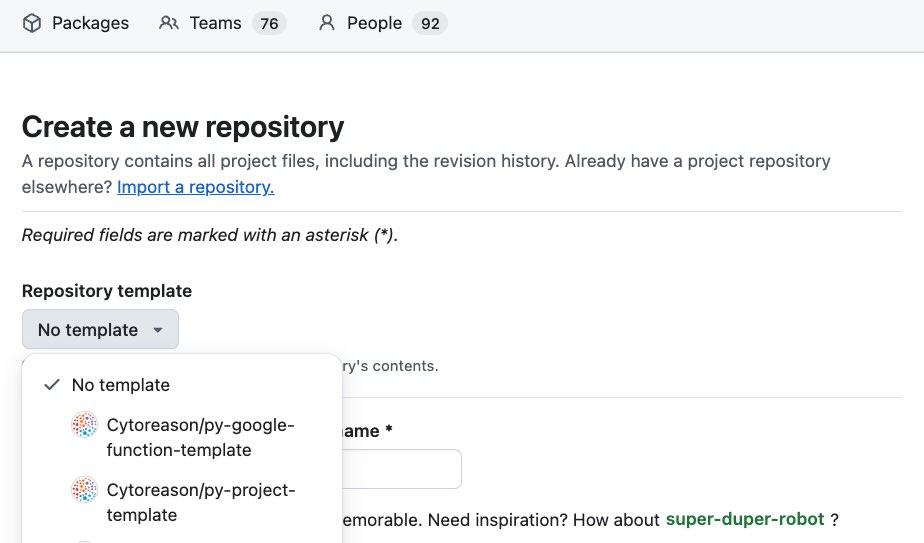 Packages Teams 76 People 92
Create a new repository
A repository contains all project files, including the revision history. Already have a project repository
elsewhere? Import a repository.
Required fields are marked with an asterisk (*).
Repository template
No template
ry's contents.
No template
Cytoreason/py-google-
function-template
ame *
Cytoreason/py-project-
template
emorable. Need inspiration? How about super-duper-robot ?